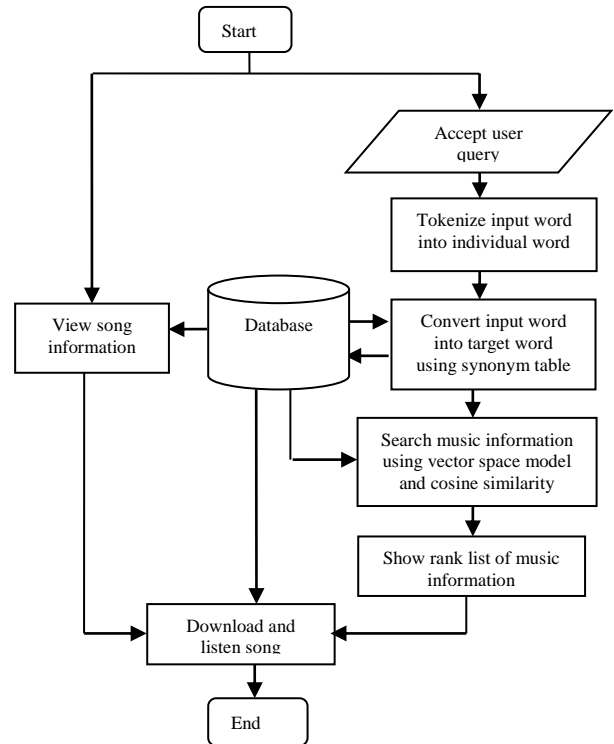 Start
Accept user
query
Tokenize input word
into individual word
View song
information
Database
Convert input word
into target word
using synonym table
Search music information
using vector space model
and cosine similarity
Show rank list of music
information
Download and
listen song
End